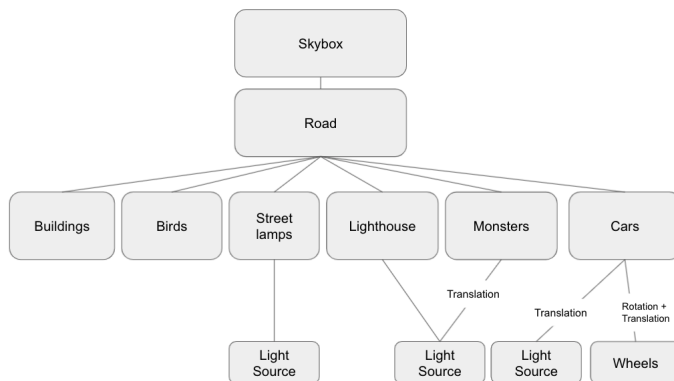 Skybox
Road
Buildings
Birds
Street
lamps
Lighthouse
Monsters
Cars
Translation
Translation
Rotation +
Translation
Light
Source
Light
Source
Light
Source
Wheels